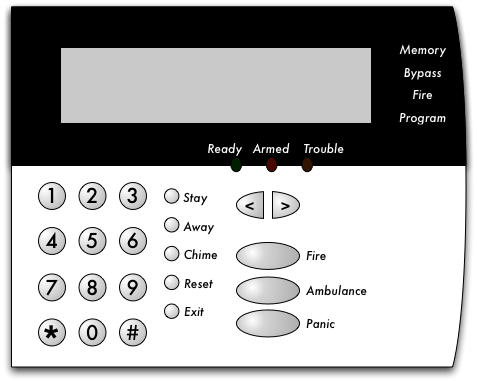 Memory
Bypass
Fire
Program
Ready Armed Trouble
1 2 3
4 5 6
7 8 9
* 0 #
Stay
Away
Chime
Reset
Exit
< >
Fire
Ambulance
Panic